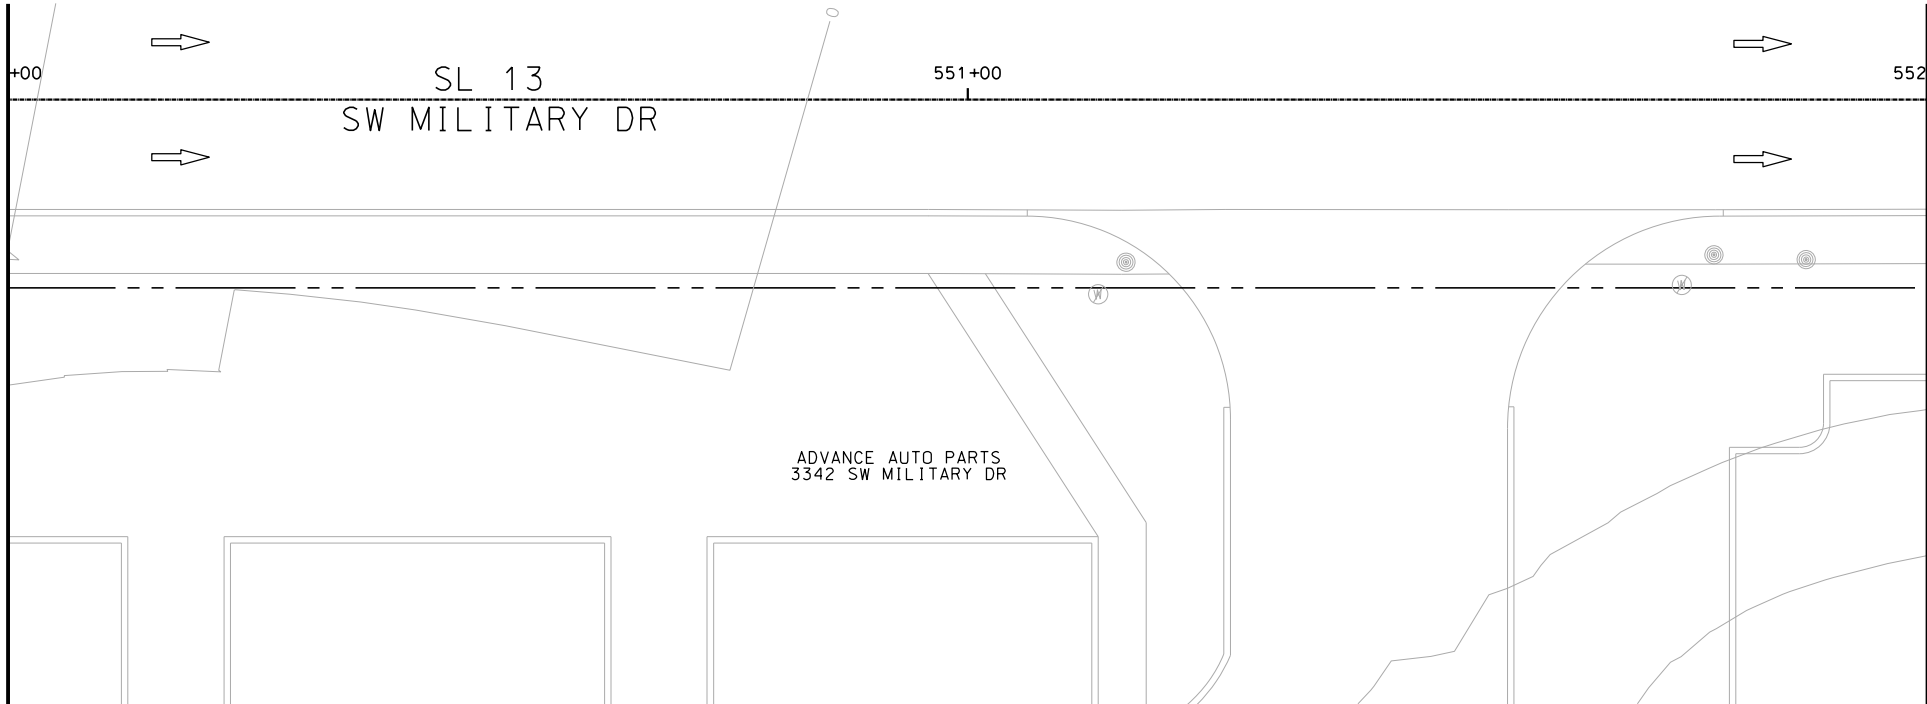 +00
551+00
552
SL 13
SW MILITARY DR
W
W
ADVANCE AUTO PARTS
3342 SW MILITARY DR